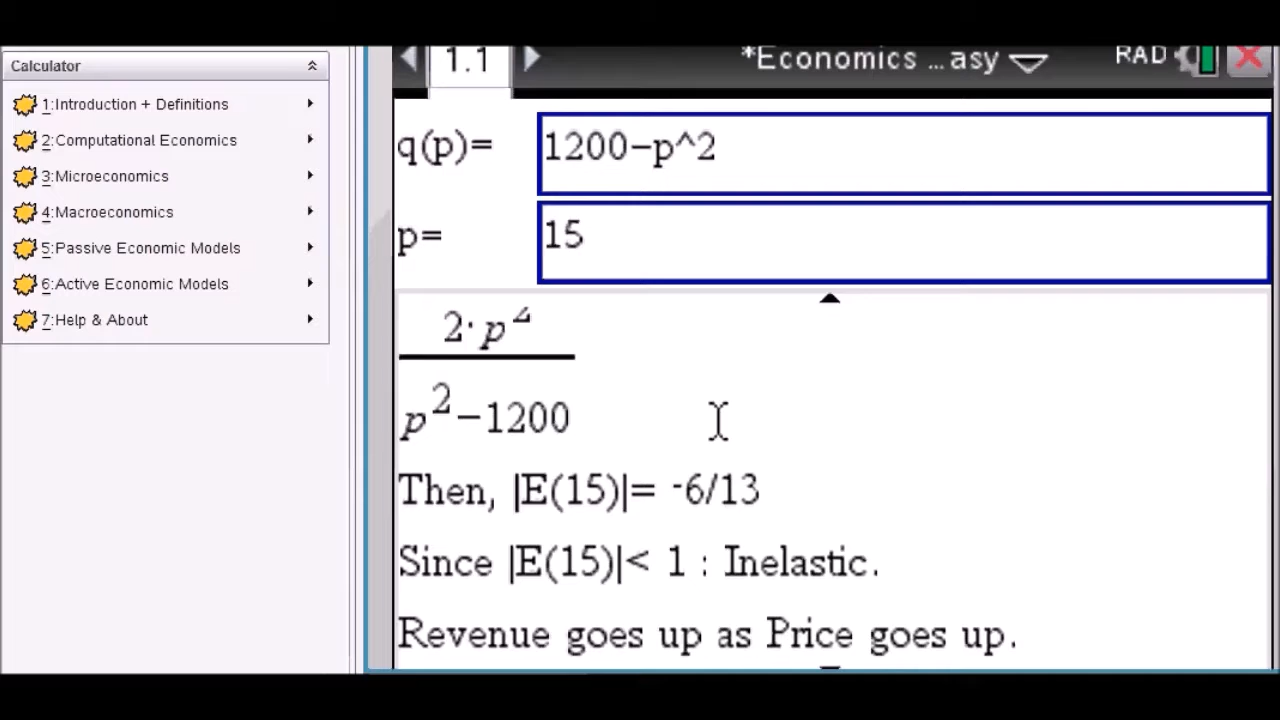 Calculator
1:Introduction + Definitions
2:Computational Economics
3:Microeconomics
4:Macroeconomics
5:Passive Economic Models
6:Active Economic Models
7:Help & About
1.1
*Economics ...asy
RAD
q(p)= 1200-p^2
p= 15
2·p²
p²-1200
Then, |E(15)|= ⁻6/13
Since |E(15)|< 1 : Inelastic.
Revenue goes up as Price goes up.